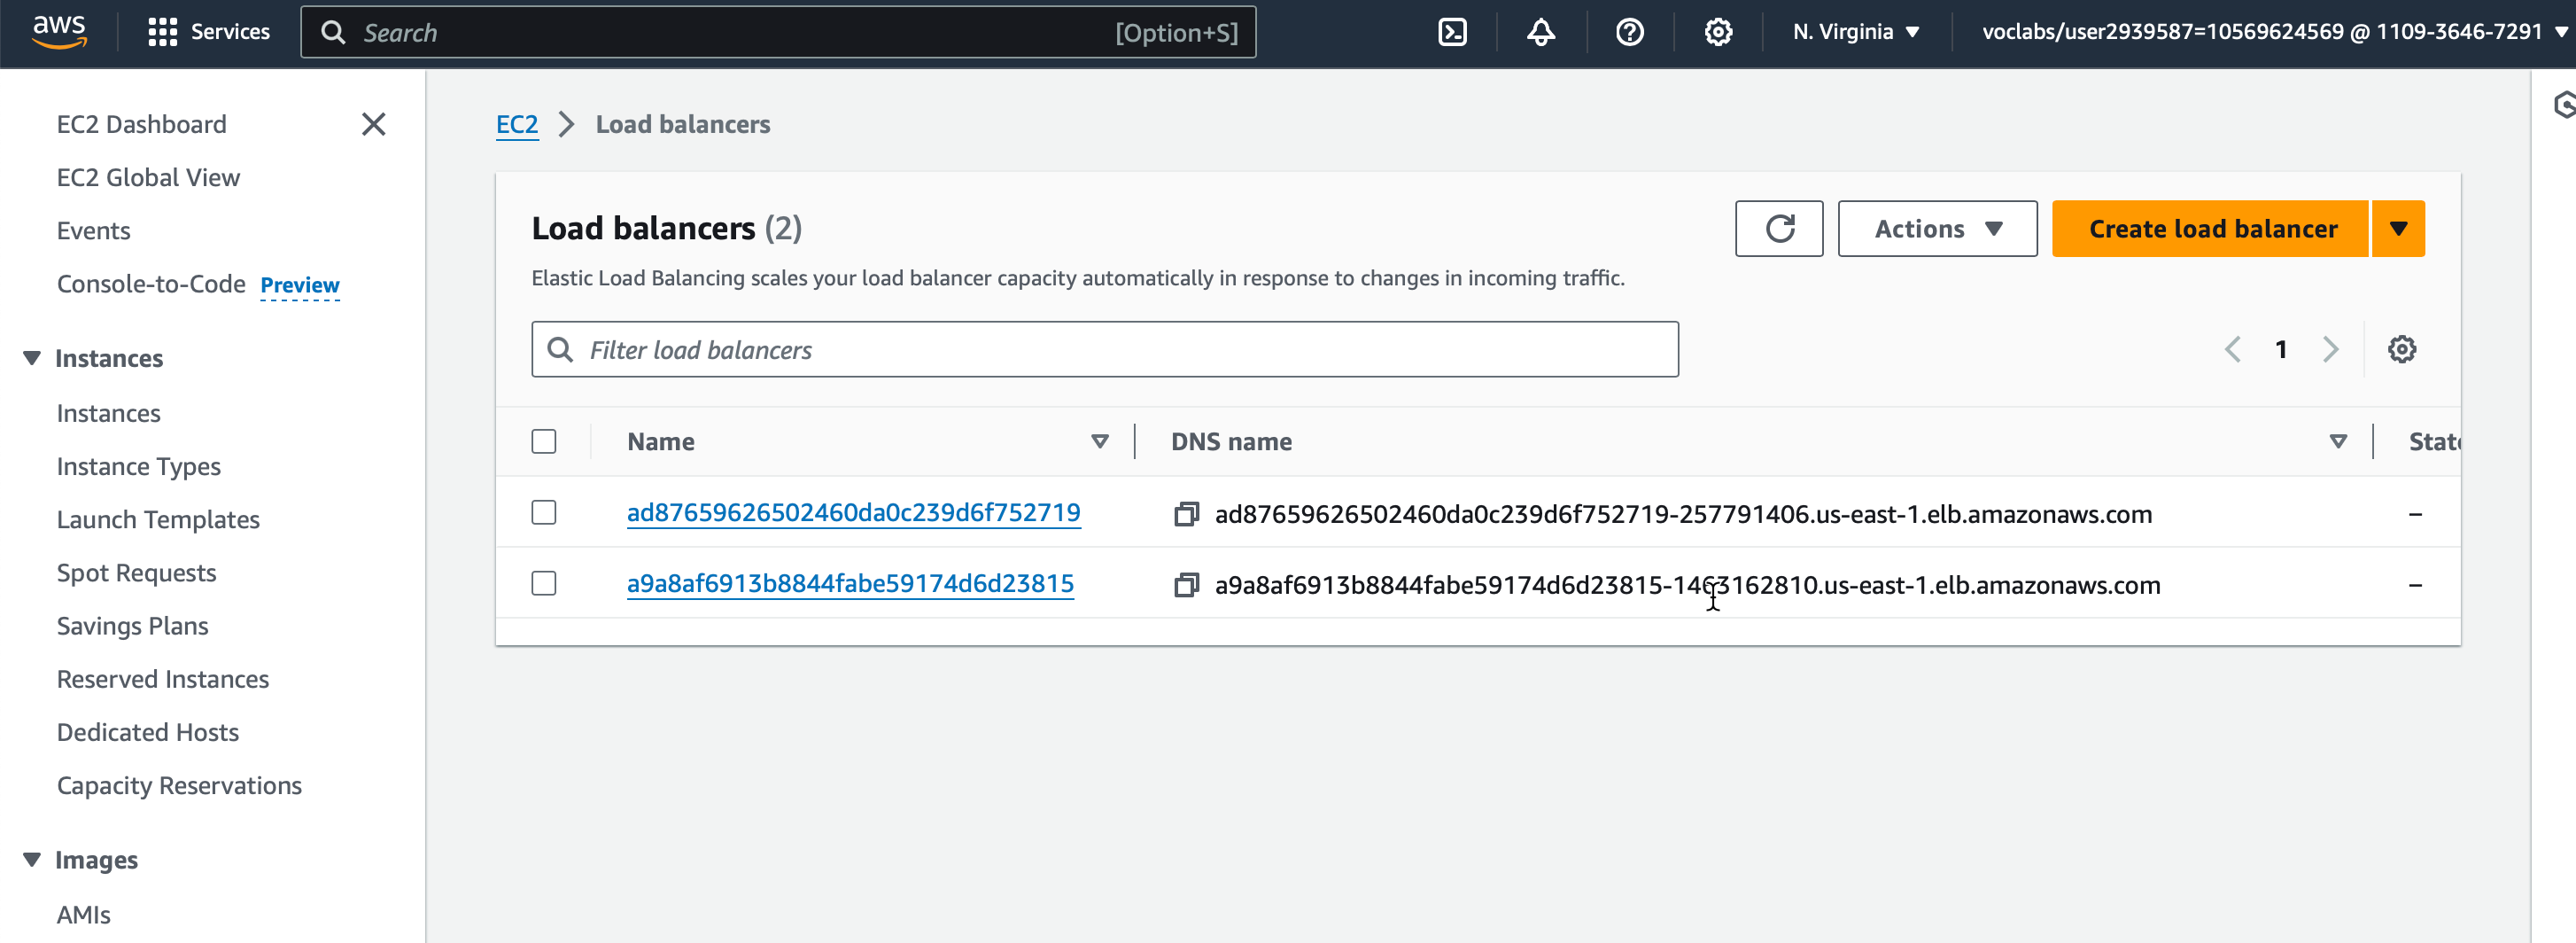 aws
Services
Search [Option+S]
N. Virginia
voclabs/user2939587=10569624569 @ 1109-3646-7291
EC2 Dashboard
EC2 Global View
Events
Console-to-Code Preview
Instances
Instances
Instance Types
Launch Templates
Spot Requests
Savings Plans
Reserved Instances
Dedicated Hosts
Capacity Reservations
Images
AMIs
EC2 > Load balancers
Load balancers (2)
Actions
Create load balancer
Elastic Load Balancing scales your load balancer capacity automatically in response to changes in incoming traffic.
Filter load balancers
1
Name DNS name State
ad87659626502460da0c239d6f752719 ad87659626502460da0c239d6f752719-257791406.us-east-1.elb.amazonaws.com –
a9a8af6913b8844fabe59174d6d23815 a9a8af6913b8844fabe59174d6d23815-1463162810.us-east-1.elb.amazonaws.com –